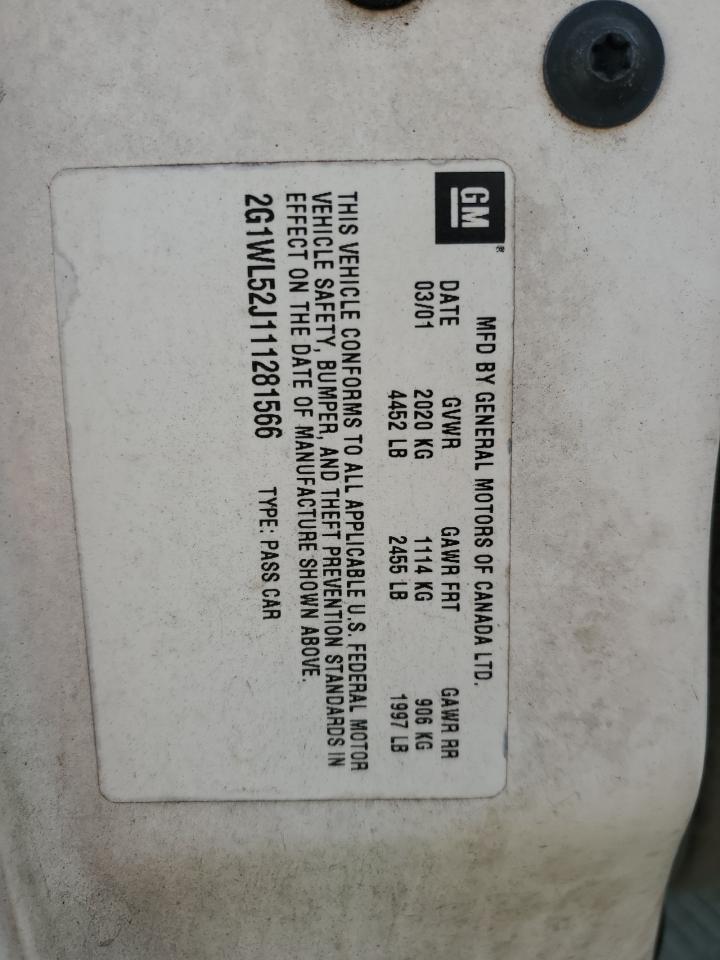 GM®
MFD BY GENERAL MOTORS OF CANADA LTD.
DATE GVWR GAWR FRT GAWR RR
03/01 2020 KG 1114 KG 906 KG
4452 LB 2455 LB 1997 LB
THIS VEHICLE CONFORMS TO ALL APPLICABLE U.S. FEDERAL MOTOR
VEHICLE SAFETY, BUMPER, AND THEFT PREVENTION STANDARDS IN
EFFECT ON THE DATE OF MANUFACTURE SHOWN ABOVE.
2G1WL52J111281566 TYPE: PASS CAR